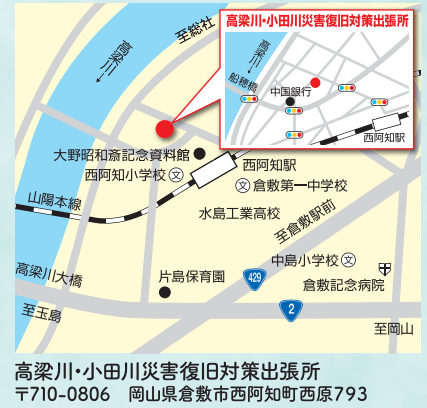 高梁川・小田川災害復旧対策出張所
高梁川
船穂橋
中国銀行
西阿知駅
至総社
高梁川
大野昭和斎記念資料館
西阿知小学校 文
西阿知駅
文 倉敷第一中学校
山陽本線
水島工業高校
至倉敷駅前
中島小学校 文
高梁川大橋
片島保育園
429
倉敷記念病院
至玉島
2
至岡山
高梁川・小田川災害復旧対策出張所
〒710-0806 岡山県倉敷市西阿知町西原793